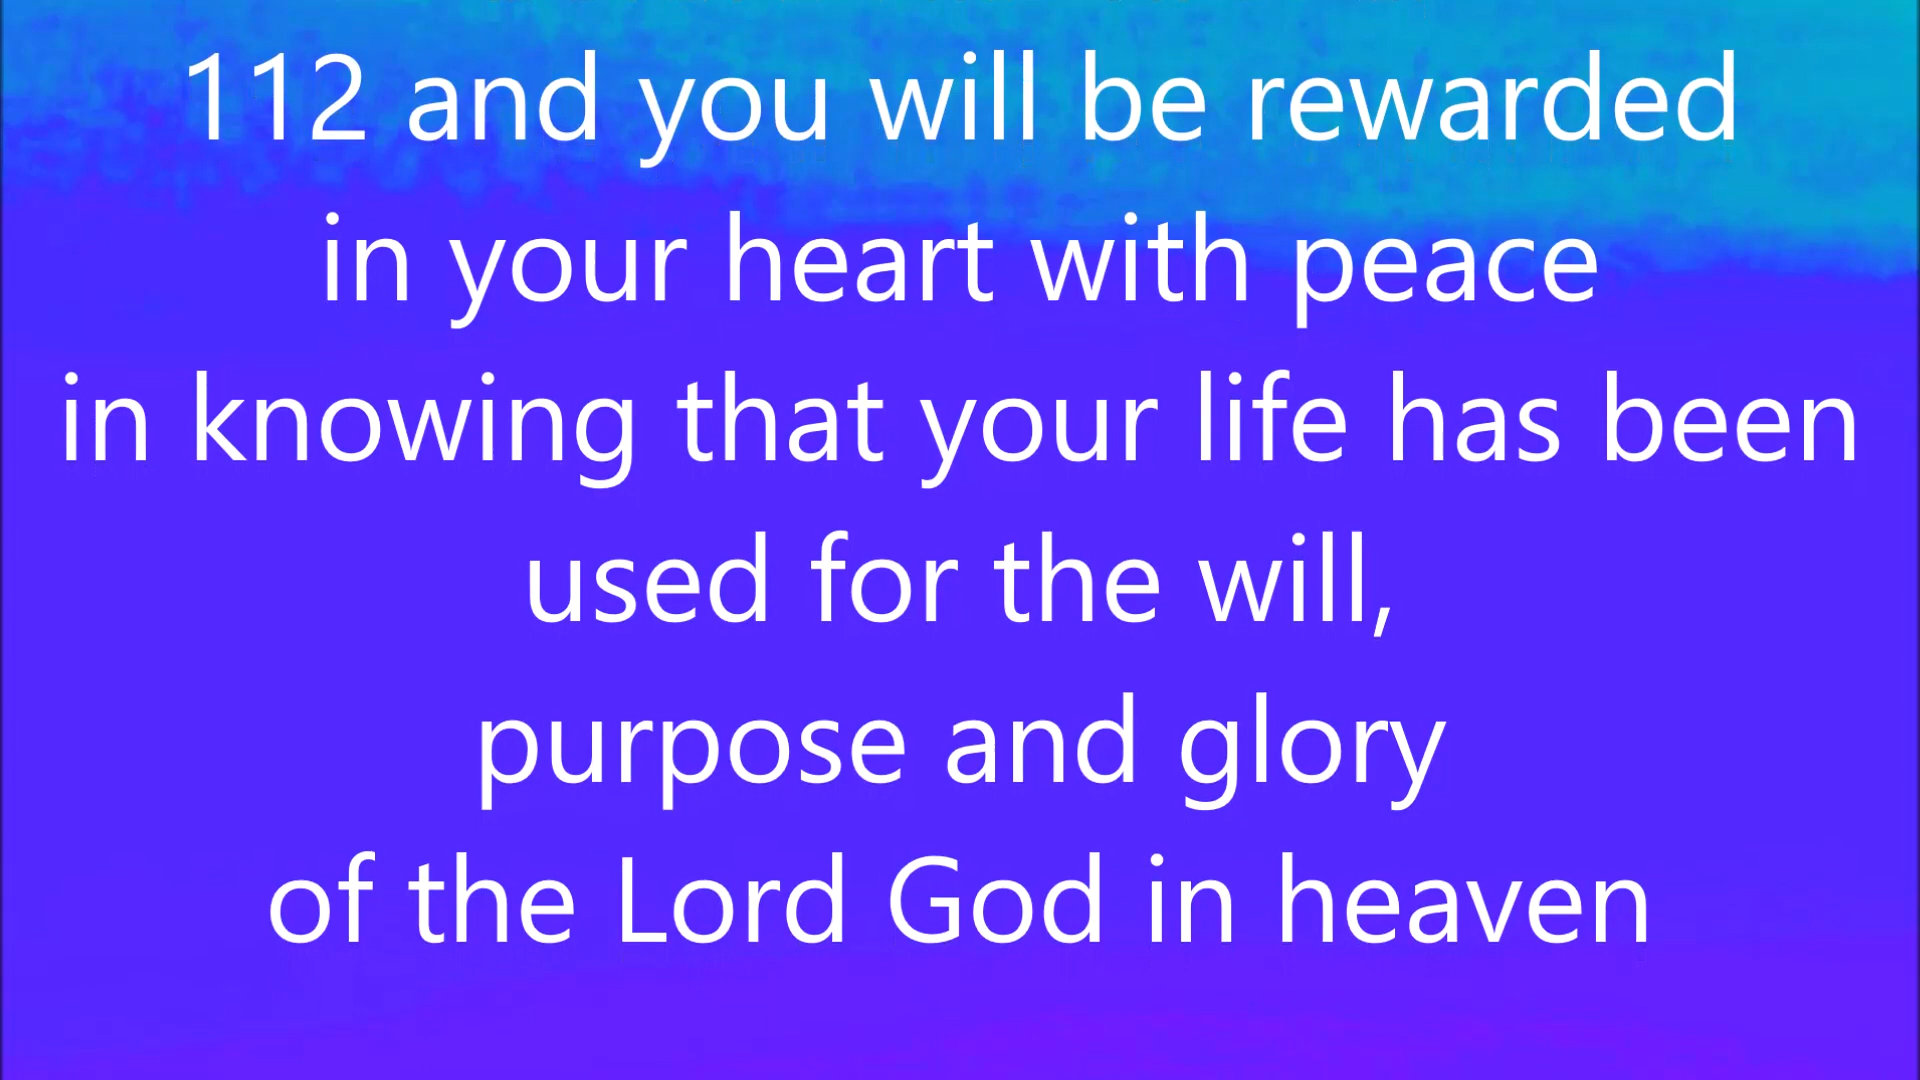 112 and you will be rewarded
in your heart with peace
in knowing that your life has been
used for the will,
purpose and glory
of the Lord God in heaven